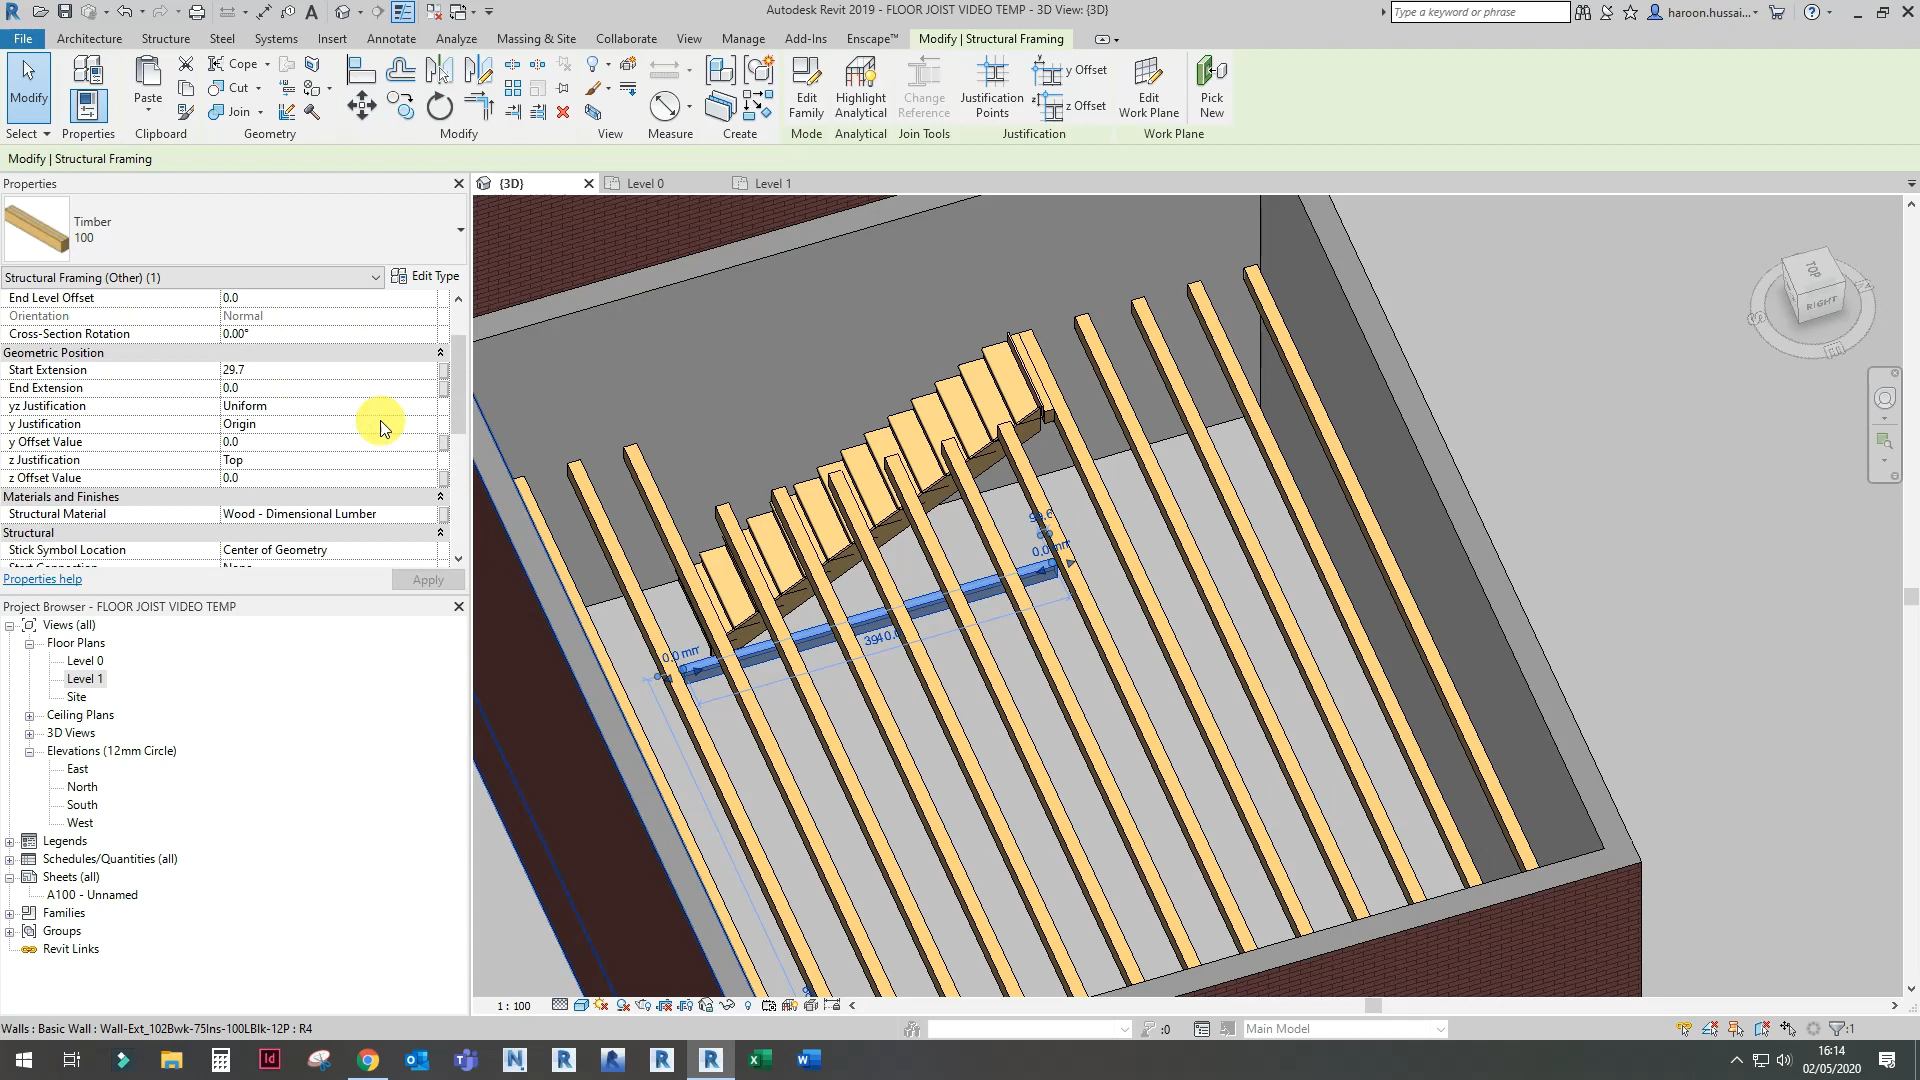 Autodesk Revit 2019 - FLOOR JOIST VIDEO TEMP - 3D View: {3D}
Type a keyword or phrase
haroon.hussai...
File
Architecture
Structure
Steel
Systems
Insert
Annotate
Analyze
Massing & Site
Collaborate
View
Manage
Add-Ins
Enscape™
Modify | Structural Framing
Modify
Paste
Cope
Cut
Join
Edit Family
Highlight Analytical
Change Reference
Justification Points
y Offset
z Offset
Edit Work Plane
Pick New
Select
Properties
Clipboard
Geometry
Modify
View
Measure
Create
Mode
Analytical
Join Tools
Justification
Work Plane
Modify | Structural Framing
Properties
{3D}
Level 0
Level 1
Timber
100
Structural Framing (Other) (1)
Edit Type
End Level Offset 0.0
Orientation Normal
Cross-Section Rotation 0.00°
Geometric Position
Start Extension 29.7
End Extension 0.0
yz Justification Uniform
y Justification Origin
y Offset Value 0.0
z Justification Top
z Offset Value 0.0
Materials and Finishes
Structural Material Wood - Dimensional Lumber
Structural
Stick Symbol Location Center of Geometry
Properties help
Apply
Project Browser - FLOOR JOIST VIDEO TEMP
Views (all)
Floor Plans
Level 0
Level 1
Site
Ceiling Plans
3D Views
Elevations (12mm Circle)
East
North
South
West
Legends
Schedules/Quantities (all)
Sheets (all)
A100 - Unnamed
Families
Groups
Revit Links
TOP
RIGHT
0.0 mm
3940.0
1 : 100
Walls : Basic Wall : Wall-Ext_102Bwk-75Ins-100LBlk-12P : R4
:0
Main Model
:1
16:14
02/05/2020